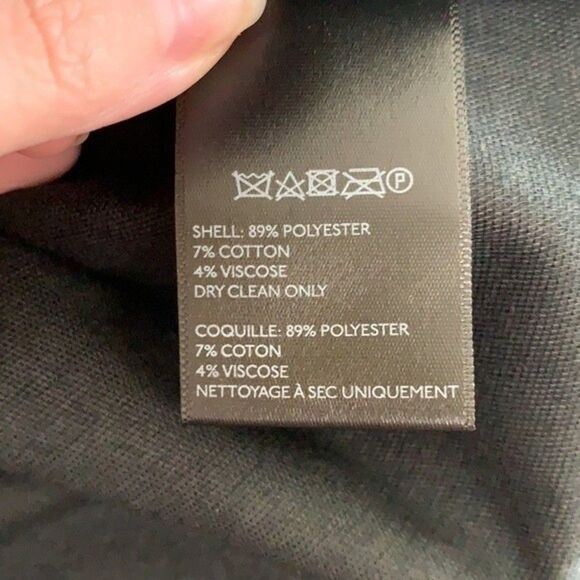 P
SHELL: 89% POLYESTER
7% COTTON
4% VISCOSE
DRY CLEAN ONLY
COQUILLE: 89% POLYESTER
7% COTON
4% VISCOSE
NETTOYAGE À SEC UNIQUEMENT